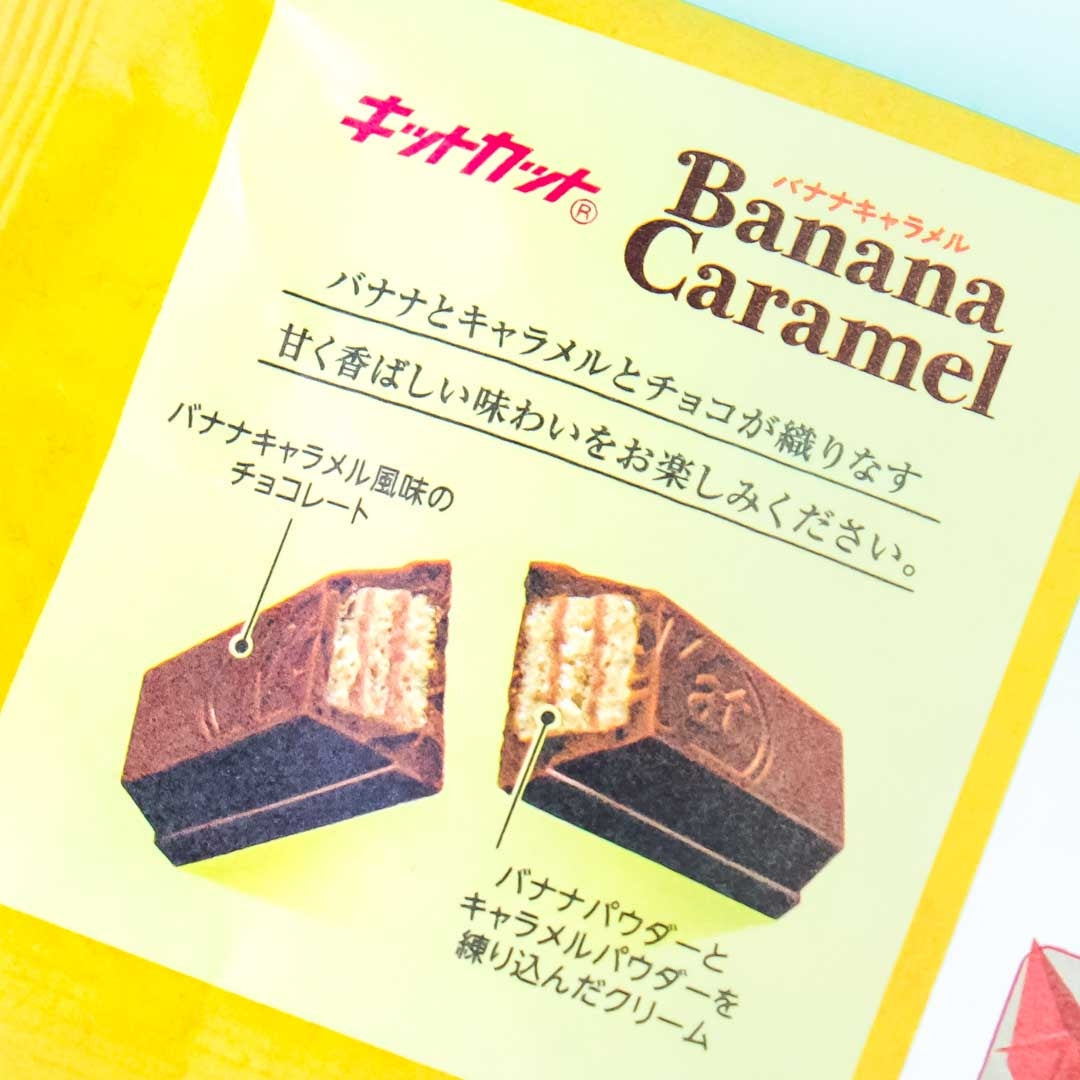 キットカット®
バナナキャラメル
Banana
Caramel
バナナとキャラメルとチョコが織りなす
甘く香ばしい味わいをお楽しみください。
バナナキャラメル風味の
チョコレート
バナナパウダーと
キャラメルパウダーを
練り込んだクリーム